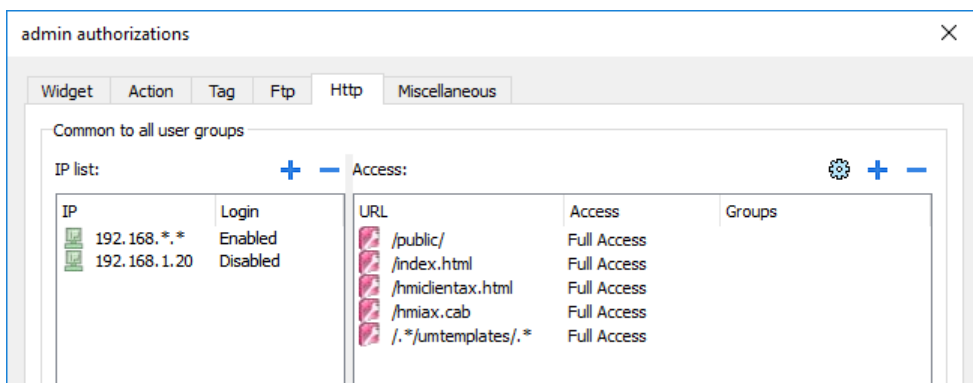 admin authorizations
Widget Action Tag Ftp Http Miscellaneous
Common to all user groups
IP list: Access:
IP Login URL Access Groups
192.168.*.* Enabled /public/ Full Access
192.168.1.20 Disabled /index.html Full Access
/hmiclientax.html Full Access
/hmiax.cab Full Access
/.*/umtemplates/.* Full Access